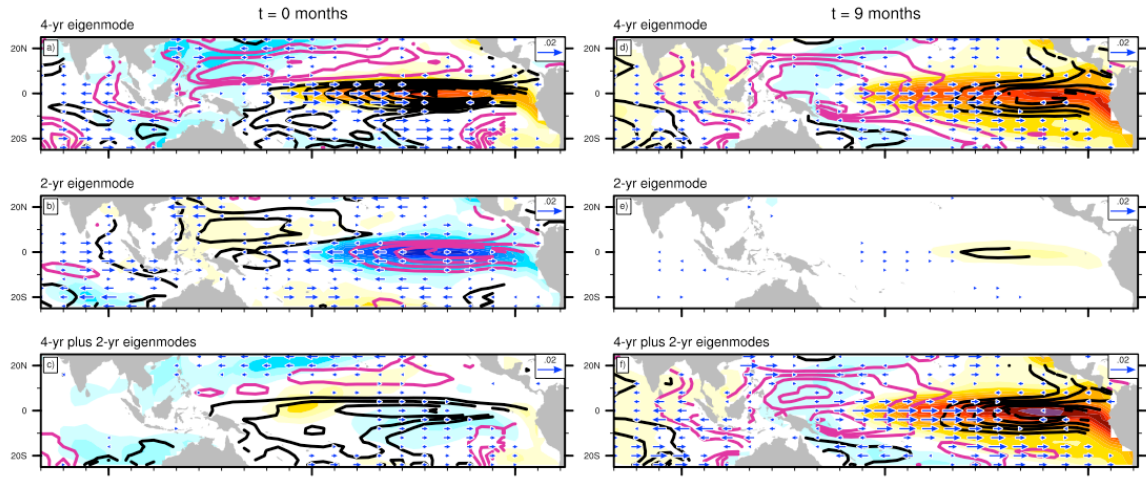 t = 0 months
t = 9 months
4-yr eigenmode
4-yr eigenmode
a)
.02
d)
.02
20N
0
20S
20N
0
20S
2-yr eigenmode
2-yr eigenmode
b)
.02
e)
.02
20N
0
20S
20N
0
20S
4-yr plus 2-yr eigenmodes
4-yr plus 2-yr eigenmodes
c)
.02
f)
.02
20N
0
20S
20N
0
20S